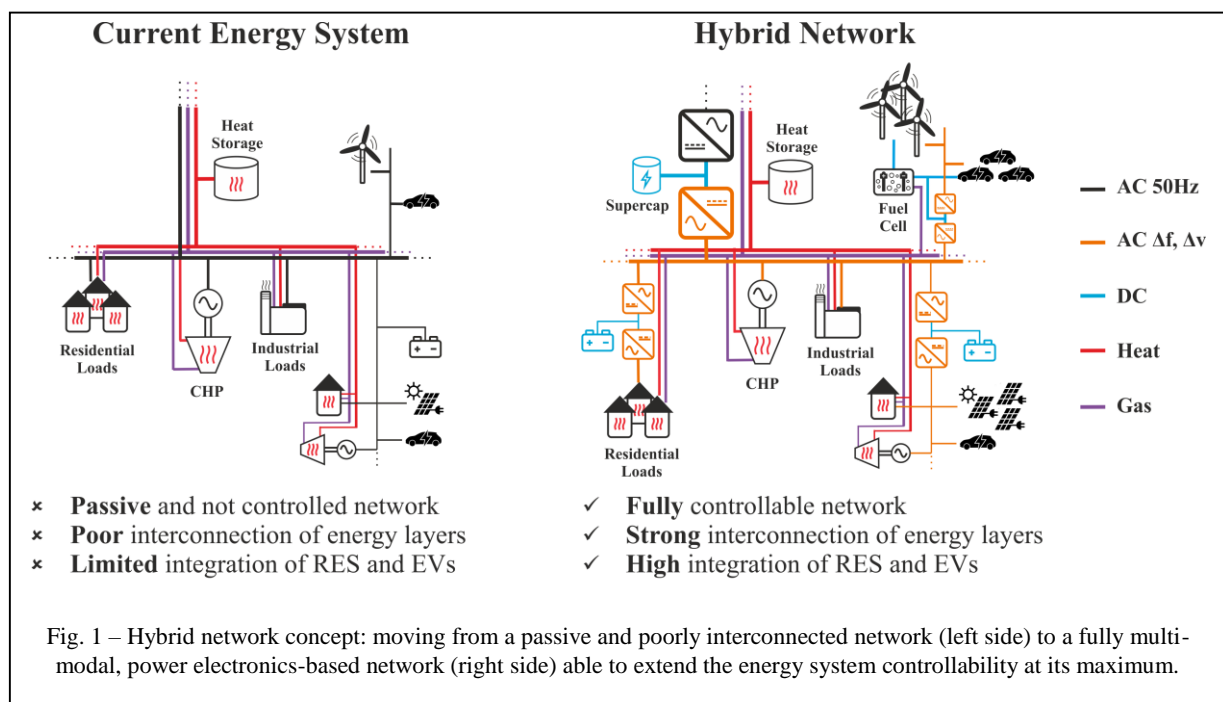 Current Energy System
Heat
Storage
Residential
Loads
CHP
Industrial
Loads
✘ Passive and not controlled network
✘ Poor interconnection of energy layers
✘ Limited integration of RES and EVs
Hybrid Network
Supercap
Heat
Storage
Fuel
Cell
Residential
Loads
CHP
Industrial
Loads
✓ Fully controllable network
✓ Strong interconnection of energy layers
✓ High integration of RES and EVs
AC 50Hz
AC Δf, Δv
DC
Heat
Gas
Fig. 1 – Hybrid network concept: moving from a passive and poorly interconnected network (left side) to a fully multi-
modal, power electronics-based network (right side) able to extend the energy system controllability at its maximum.